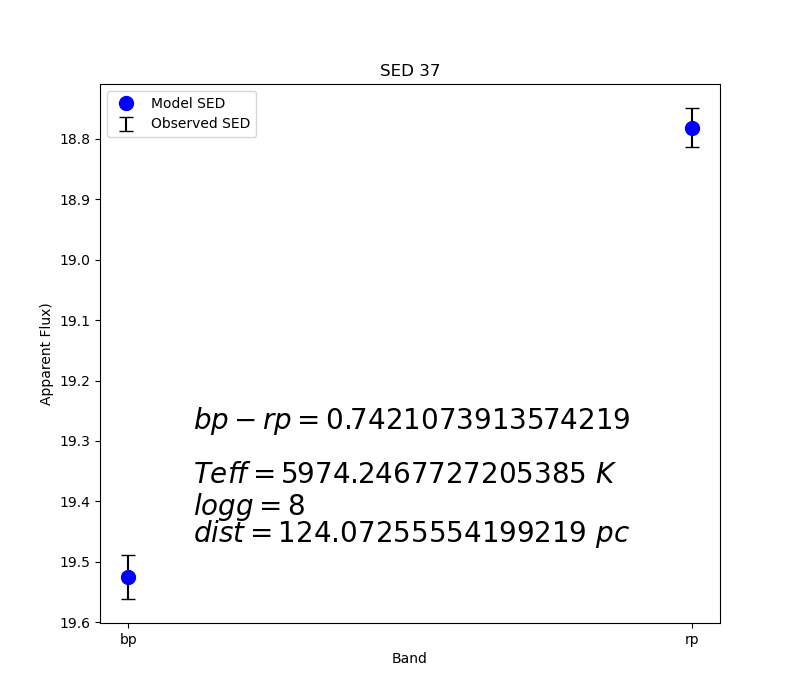 SED 37
Model SED
Observed SED
18.8
18.9
19.0
19.1
19.2
19.3
19.4
19.5
19.6
Apparent Flux)
bp − rp = 0.7421073913574219
Teff = 5974.2467727205385 K
logg = 8
dist = 124.07255554199219 pc
bp
rp
Band